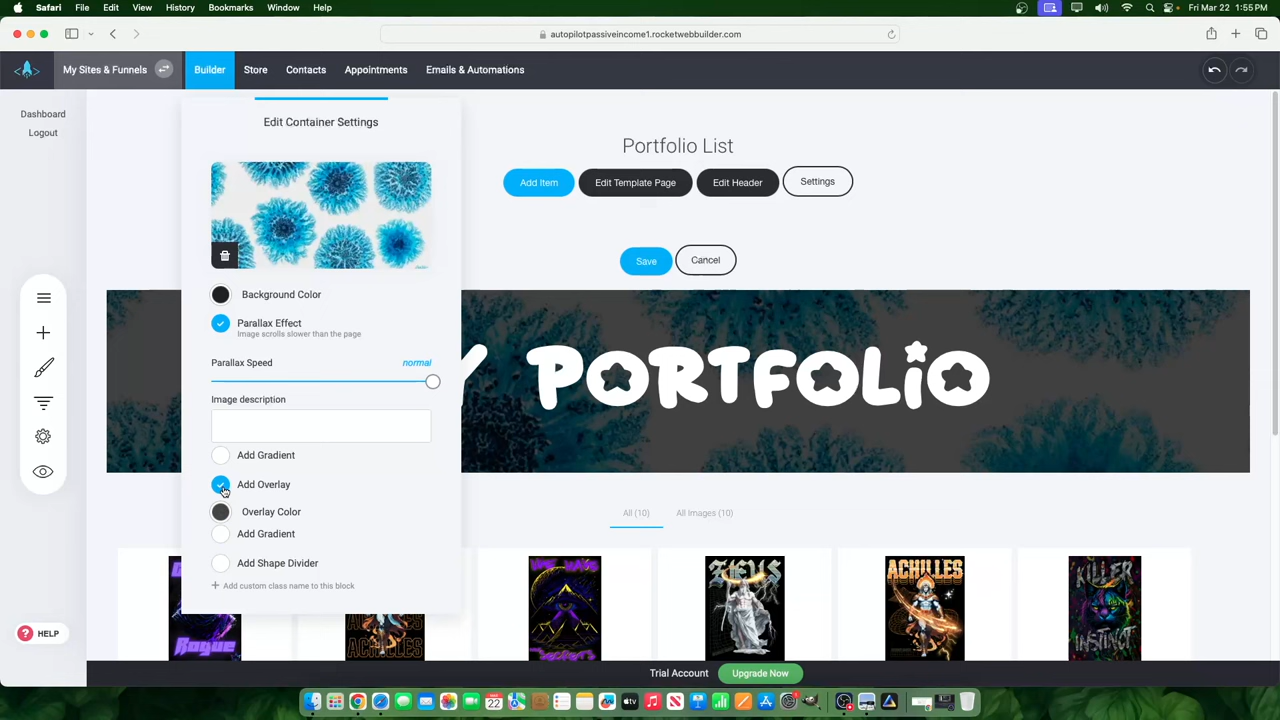 Safari File Edit View History Bookmarks Window Help
Fri Mar 22 1:55 PM
autopilotpassiveincome1.rocketwebbuilder.com
My Sites & Funnels Builder Store Contacts Appointments Emails & Automations
Dashboard
Logout
Edit Container Settings
Background Color
Parallax Effect
Image scrolls slower than the page
Parallax Speed normal
Image description
Add Gradient
Add Overlay
Overlay Color
Add Gradient
Add Shape Divider
+ Add custom class name to this block
Portfolio List
Add Item Edit Template Page Edit Header Settings
Save Cancel
Y PORTFOLiO
All (10) All Images (10)
Rogue
ACHILLES
ZEUS
ACHILLES
KILLER
INSTINCT
? HELP
Trial Account Upgrade Now